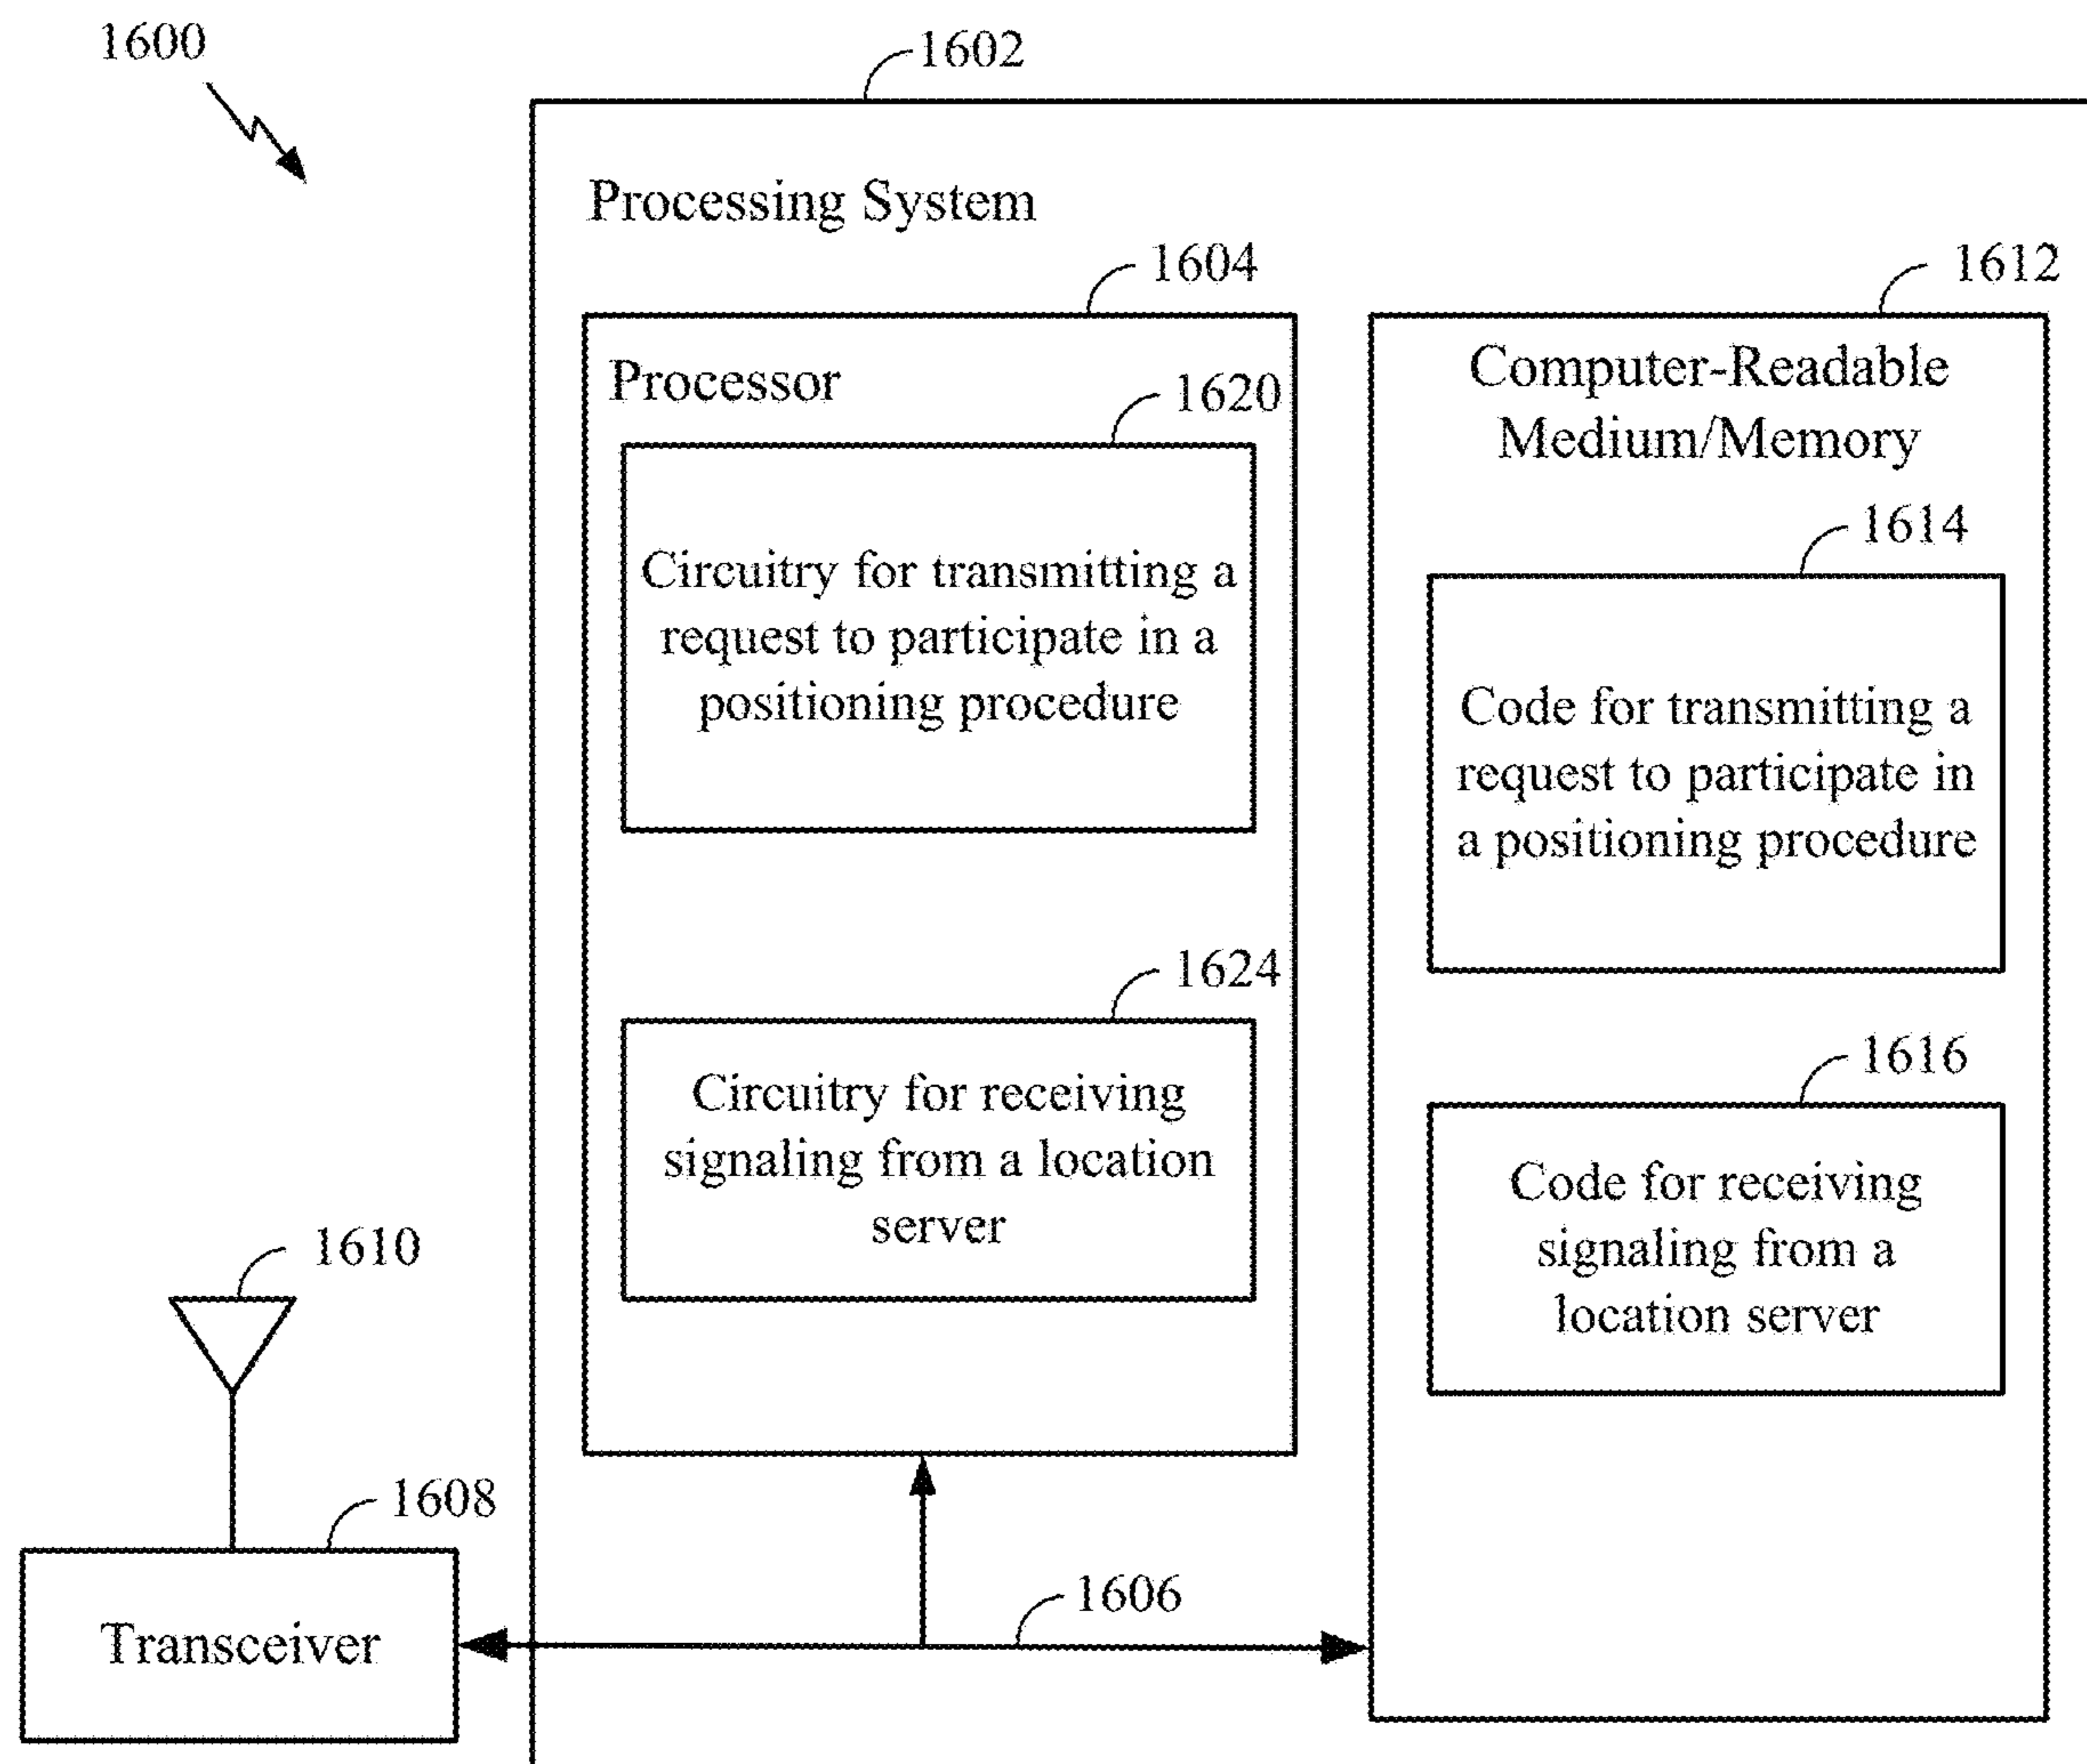 1600
1602
Processing System
1604
1612
Processor
1620
Computer-Readable
Medium/Memory
Circuitry for transmitting a
request to participate in a
positioning procedure
1614
Code for transmitting a
request to participate in
a positioning procedure
1624
Circuitry for receiving
signaling from a location
server
1616
Code for receiving
signaling from a
location server
1610
1608
Transceiver
1606